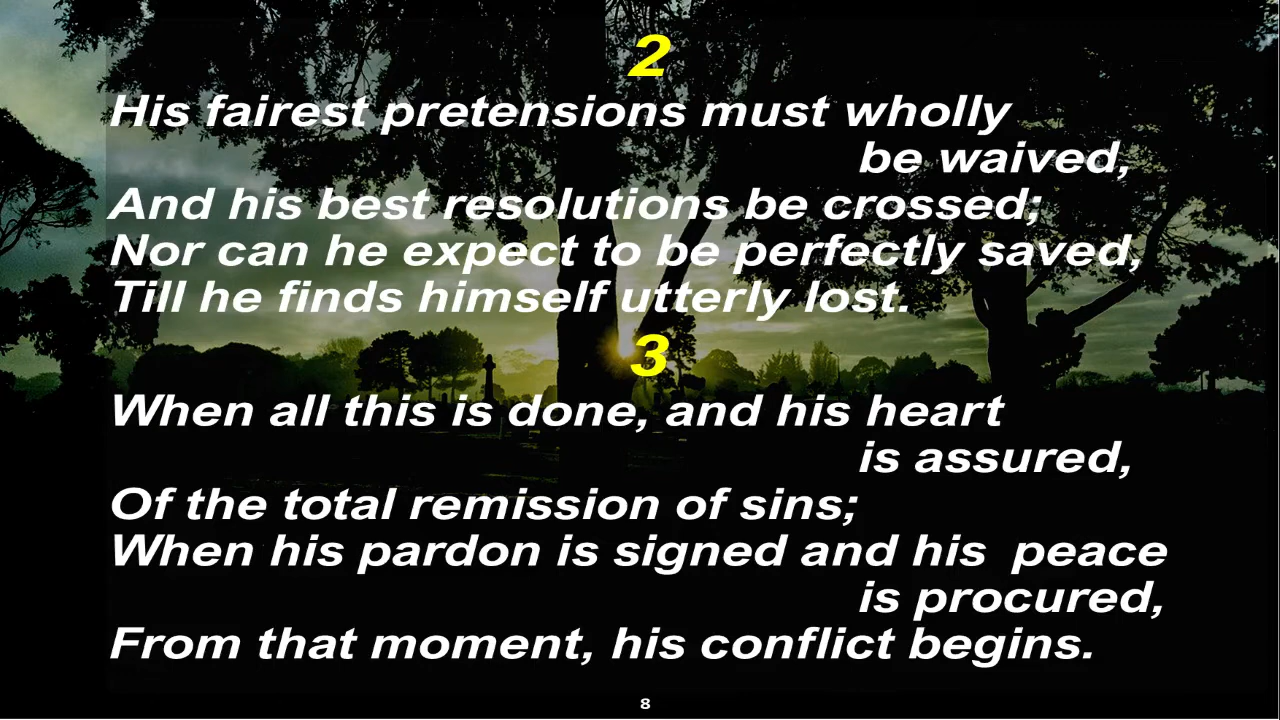 2
His fairest pretensions must wholly
be waived,
And his best resolutions be crossed;
Nor can he expect to be perfectly saved,
Till he finds himself utterly lost.
3
When all this is done, and his heart
is assured,
Of the total remission of sins;
When his pardon is signed and his peace
is procured,
From that moment, his conflict begins.
8